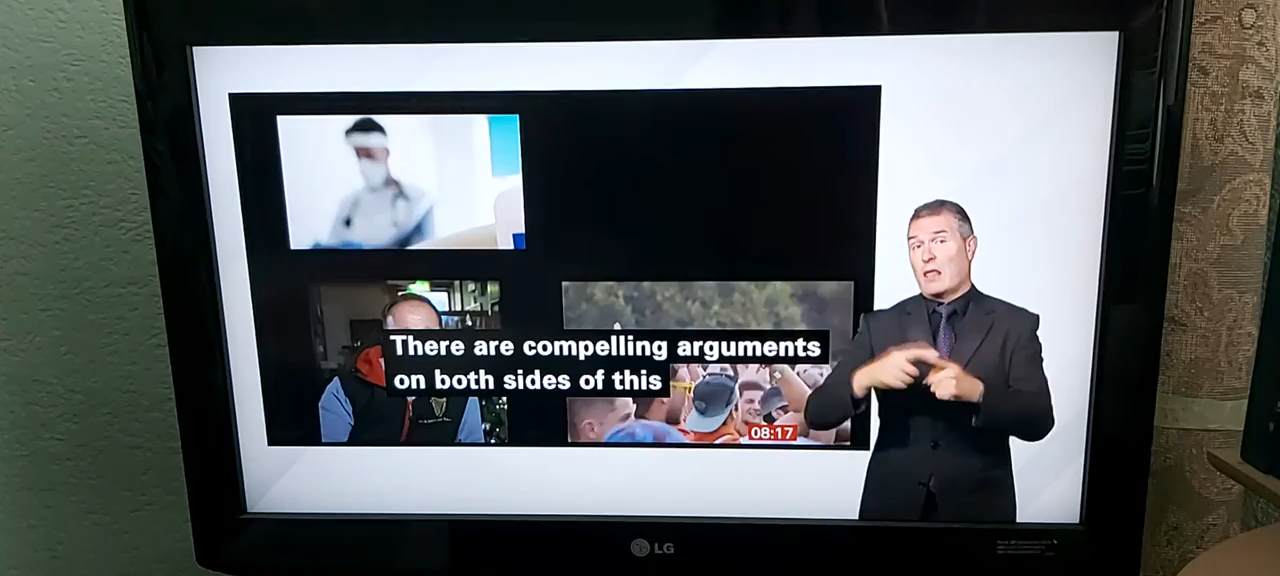 There are compelling arguments
on both sides of this
08:17
LG